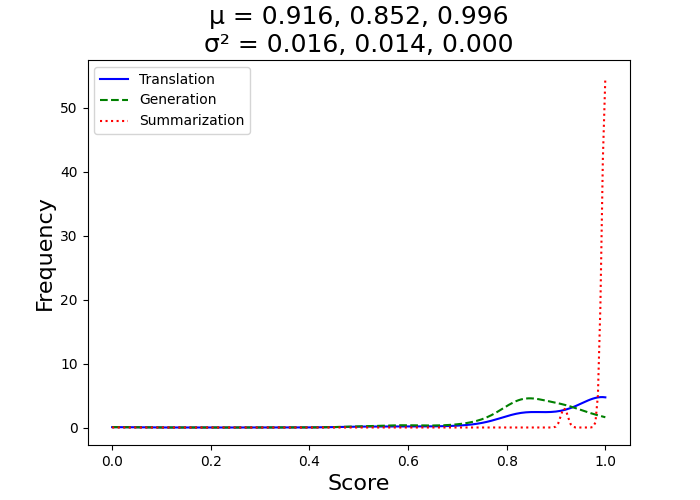 μ = 0.916, 0.852, 0.996
σ² = 0.016, 0.014, 0.000
Translation
Generation
Summarization
50
40
30
20
10
0
Frequency
0.0 0.2 0.4 0.6 0.8 1.0
Score